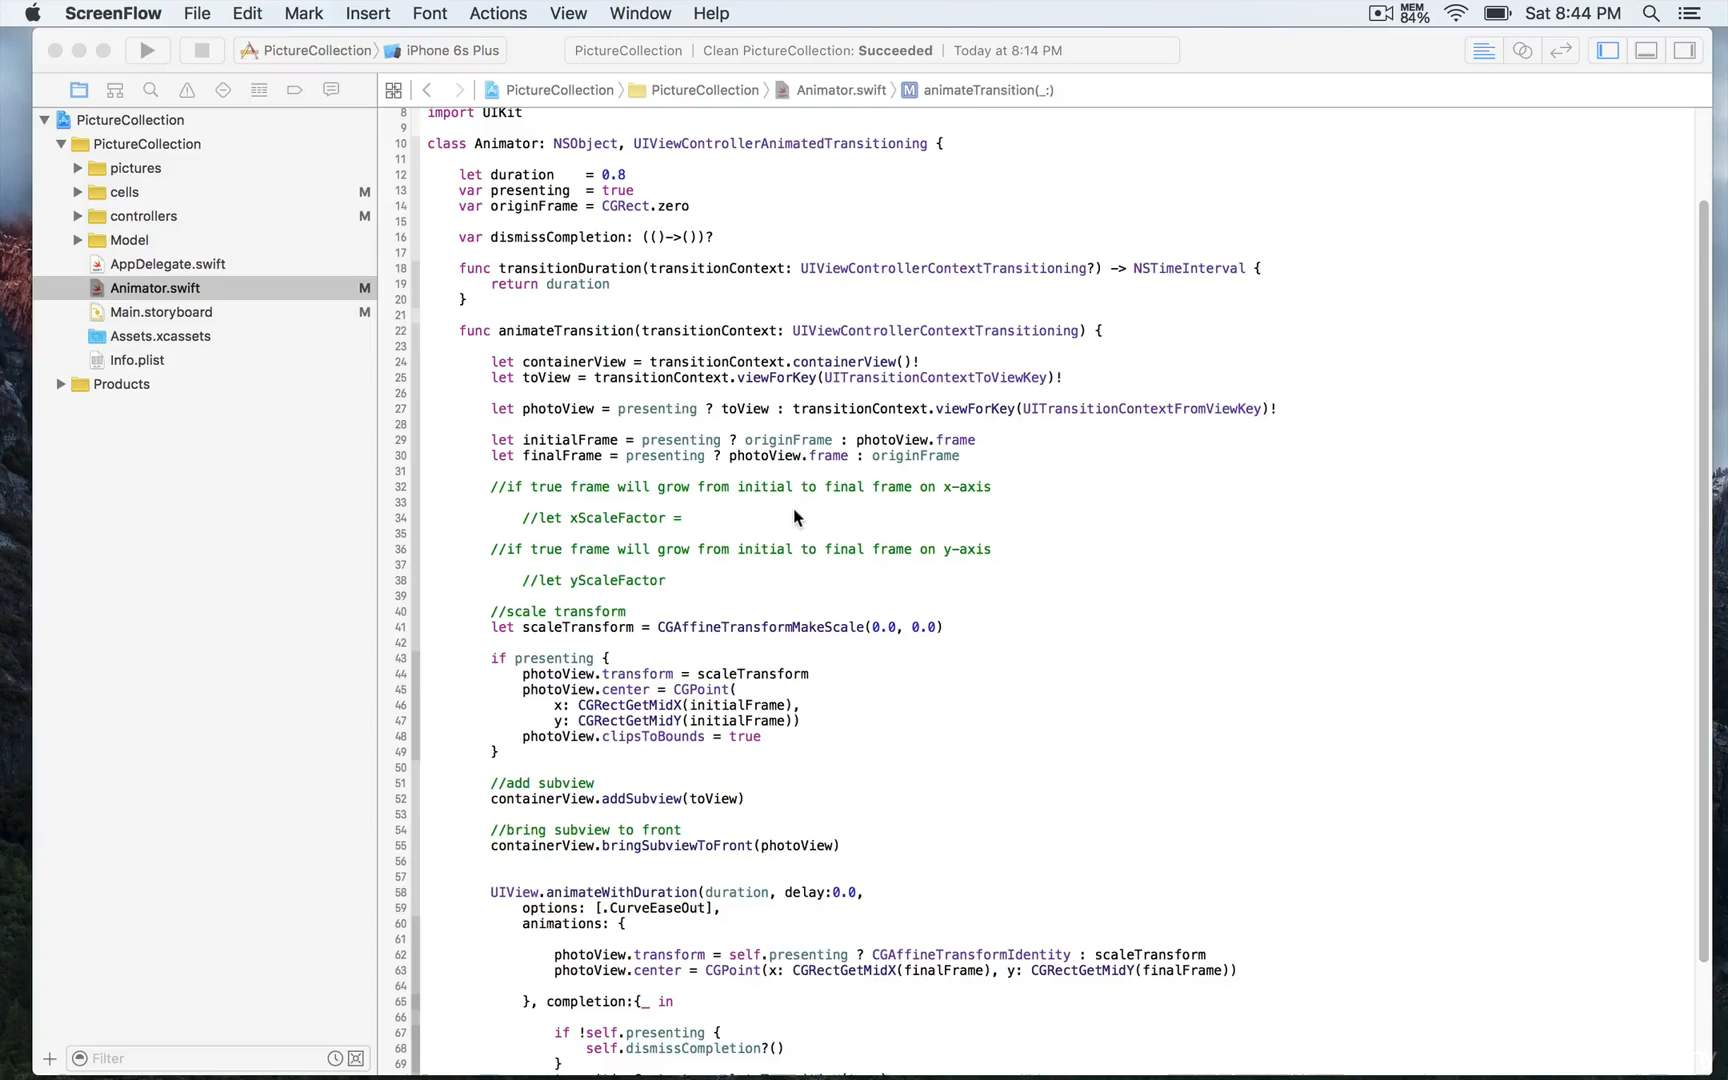 ScreenFlow File Edit Mark Insert Font Actions View Window Help MEM 84% Sat 8:44 PM
PictureCollection iPhone 6s Plus PictureCollection | Clean PictureCollection: Succeeded | Today at 8:14 PM
PictureCollection PictureCollection Animator.swift M animateTransition(_:)
PictureCollection
PictureCollection
pictures
cells M
controllers M
Model
AppDelegate.swift
Animator.swift M
Main.storyboard M
Assets.xcassets
Info.plist
Products
Filter
8 import UIKit
9
10 class Animator: NSObject, UIViewControllerAnimatedTransitioning {
11
12 let duration = 0.8
13 var presenting = true
14 var originFrame = CGRect.zero
15
16 var dismissCompletion: (()->())?
17
18 func transitionDuration(transitionContext: UIViewControllerContextTransitioning?) -> NSTimeInterval {
19 return duration
20 }
21
22 func animateTransition(transitionContext: UIViewControllerContextTransitioning) {
23
24 let containerView = transitionContext.containerView()!
25 let toView = transitionContext.viewForKey(UITransitionContextToViewKey)!
26
27 let photoView = presenting ? toView : transitionContext.viewForKey(UITransitionContextFromViewKey)!
28
29 let initialFrame = presenting ? originFrame : photoView.frame
30 let finalFrame = presenting ? photoView.frame : originFrame
31
32 //if true frame will grow from initial to final frame on x-axis
33
34 //let xScaleFactor =
35
36 //if true frame will grow from initial to final frame on y-axis
37
38 //let yScaleFactor
39
40 //scale transform
41 let scaleTransform = CGAffineTransformMakeScale(0.0, 0.0)
42
43 if presenting {
44 photoView.transform = scaleTransform
45 photoView.center = CGPoint(
46 x: CGRectGetMidX(initialFrame),
47 y: CGRectGetMidY(initialFrame))
48 photoView.clipsToBounds = true
49 }
50
51 //add subview
52 containerView.addSubview(toView)
53
54 //bring subview to front
55 containerView.bringSubviewToFront(photoView)
56
57
58 UIView.animateWithDuration(duration, delay:0.0,
59 options: [.CurveEaseOut],
60 animations: {
61
62 photoView.transform = self.presenting ? CGAffineTransformIdentity : scaleTransform
63 photoView.center = CGPoint(x: CGRectGetMidX(finalFrame), y: CGRectGetMidY(finalFrame))
64
65 }, completion:{_ in
66
67 if !self.presenting {
68 self.dismissCompletion?()
69 }